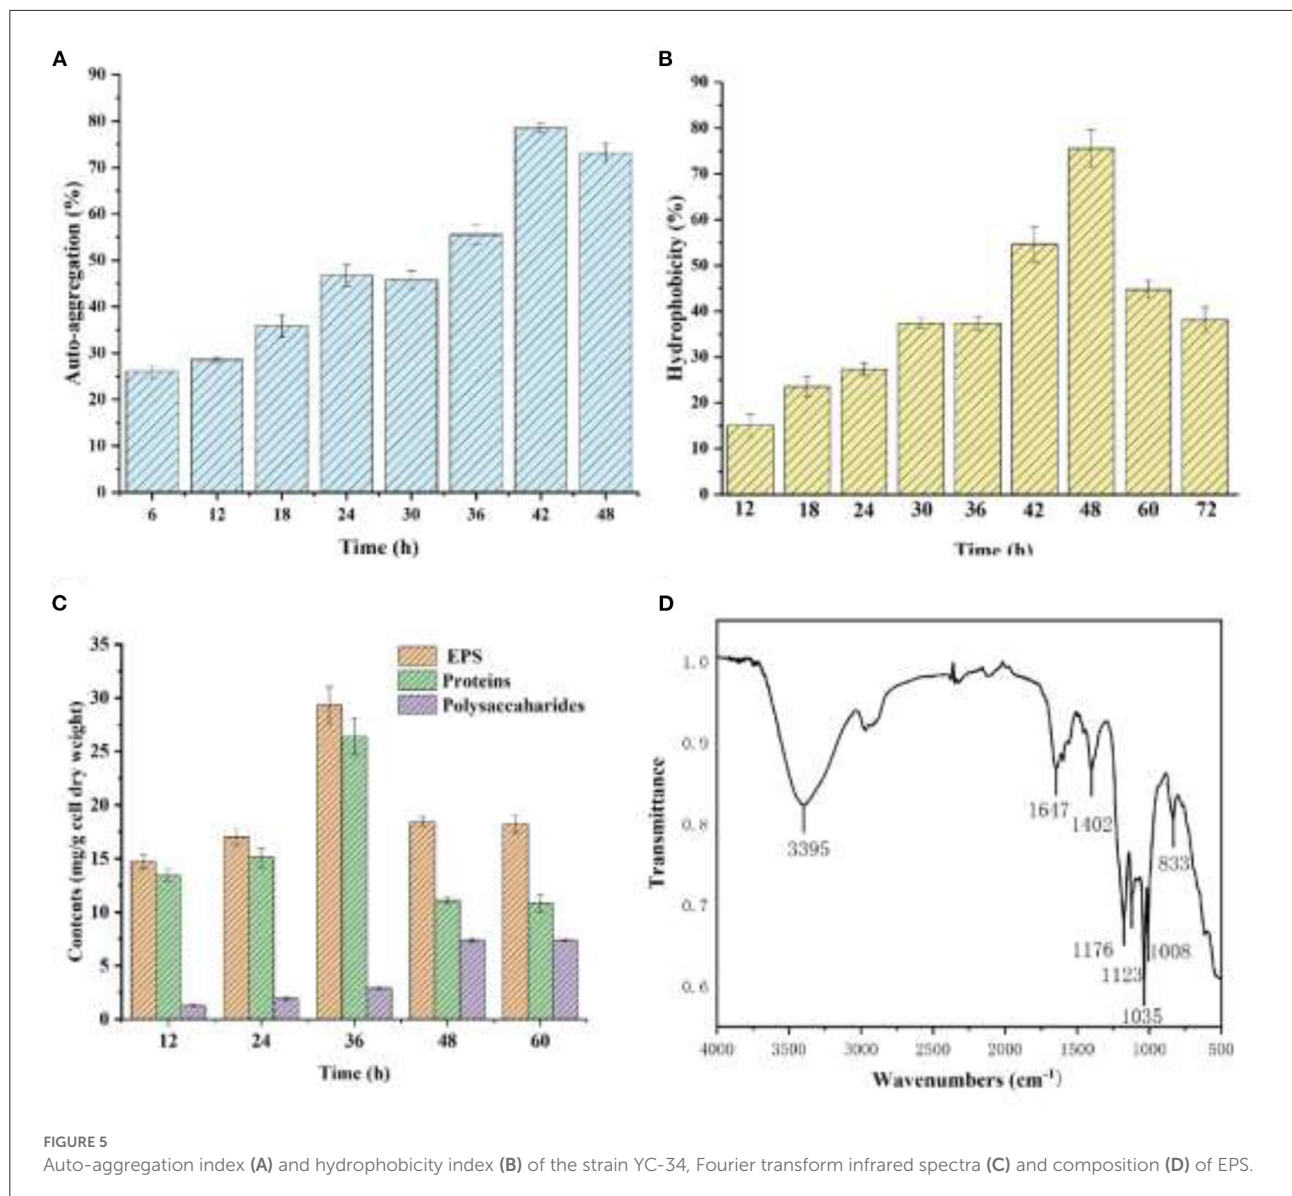 A
90
80
70
60
50
40
30
20
10
0
Auto-aggregation (%)
6 12 18 24 30 36 42 48
Time (h)
B
90
80
70
60
50
40
30
20
10
0
Hydrophobicity (%)
12 18 24 30 36 42 48 60 72
Time (h)
C
35
30
25
20
15
10
5
0
Contents (mg/g cell dry weight)
EPS
Proteins
Polysaccaharides
12 24 36 48 60
Time (h)
D
1.0
0.9
0.8
0.7
0.6
Transmittance
3395
1647
1402
833
1176
1008
1123
1035
4000 3500 3000 2500 2000 1500 1000 500
Wavenumbers (cm⁻¹)
FIGURE 5
Auto-aggregation index (A) and hydrophobicity index (B) of the strain YC-34, Fourier transform infrared spectra (C) and composition (D) of EPS.